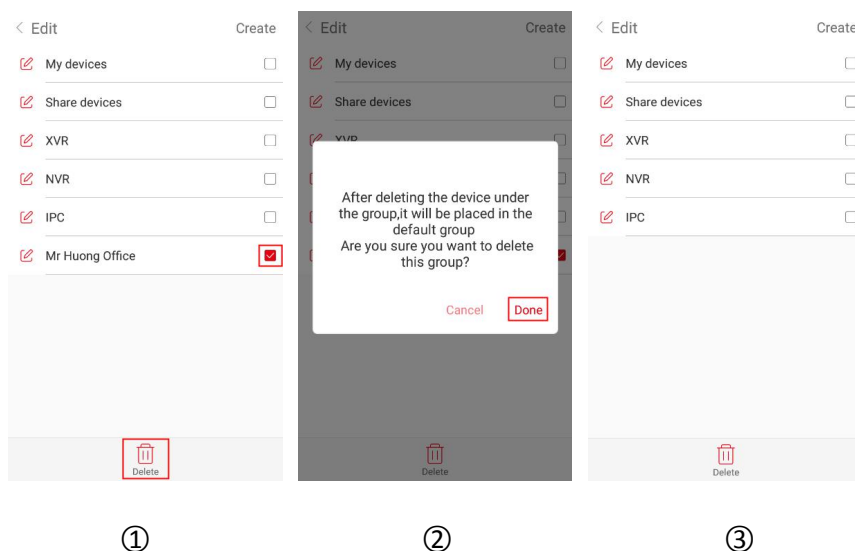 Edit
Create
My devices
Share devices
XVR
NVR
IPC
Mr Huong Office
Delete
①
Edit
Create
My devices
Share devices
XVR
After deleting the device under
the group,it will be placed in the
default group
Are you sure you want to delete
this group?
Cancel
Done
Delete
②
Edit
Create
My devices
Share devices
XVR
NVR
IPC
Delete
③